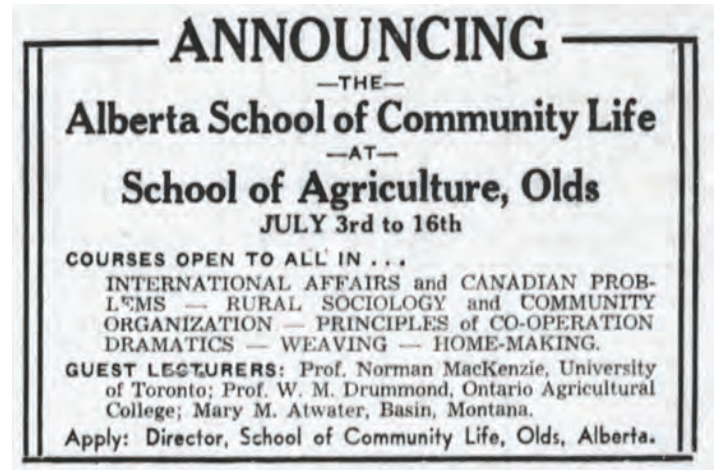 ANNOUNCING
—THE—
Alberta School of Community Life
—AT—
School of Agriculture, Olds
JULY 3rd to 16th
COURSES OPEN TO ALL IN . . .
INTERNATIONAL AFFAIRS and CANADIAN PROB-
LEMS — RURAL SOCIOLOGY and COMMUNITY
ORGANIZATION — PRINCIPLES of CO-OPERATION
DRAMATICS — WEAVING — HOME-MAKING.
GUEST LECTURERS: Prof. Norman MacKenzie, University
of Toronto; Prof. W. M. Drummond, Ontario Agricultural
College; Mary M. Atwater, Basin, Montana.
Apply: Director, School of Community Life, Olds, Alberta.